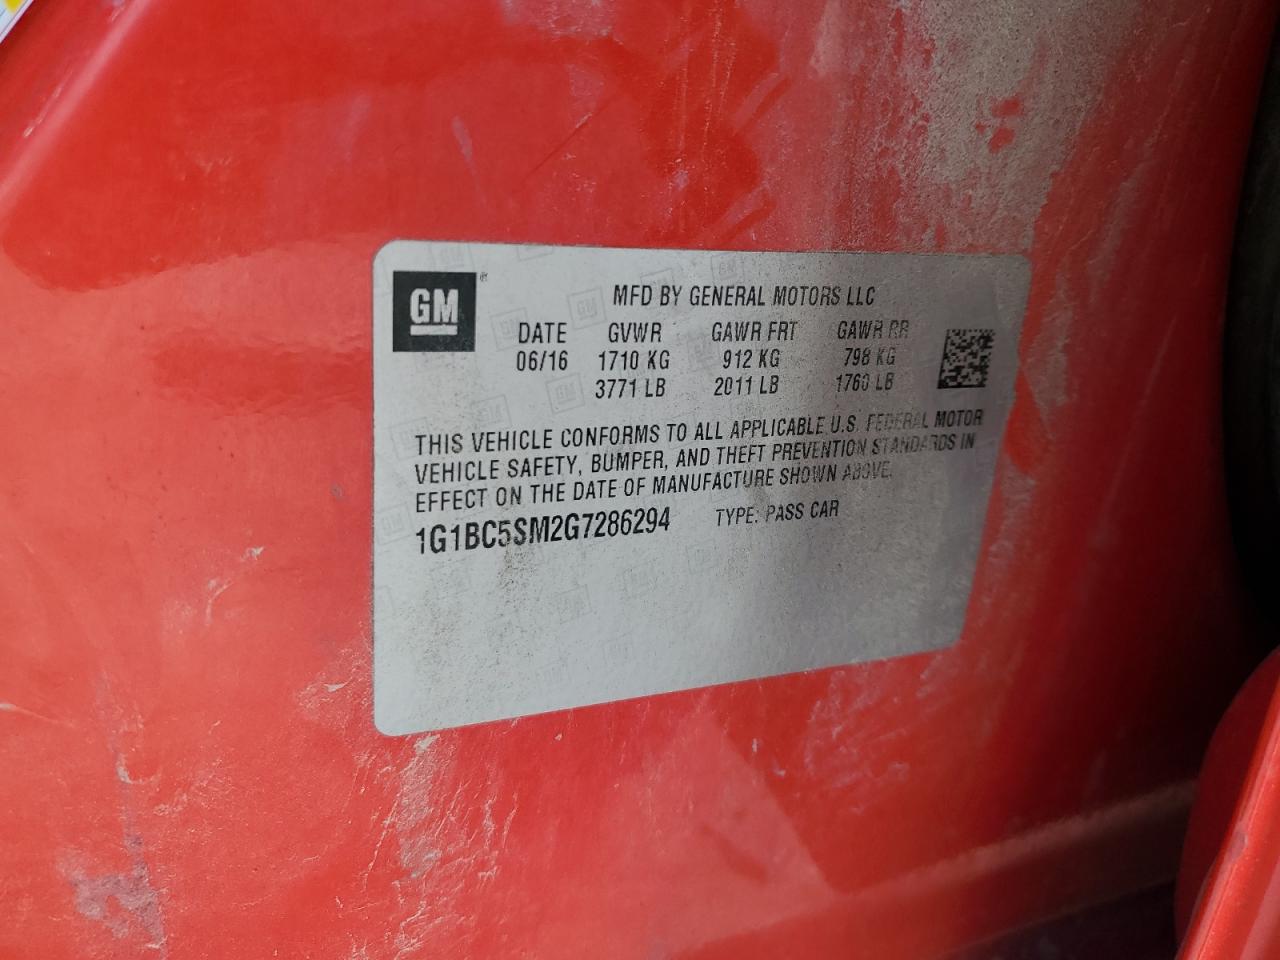 GM
MFD BY GENERAL MOTORS LLC
DATE GVWR GAWR FRT GAWR RR
06/16 1710 KG 912 KG 798 KG
3771 LB 2011 LB 1760 LB
THIS VEHICLE CONFORMS TO ALL APPLICABLE U.S. FEDERAL MOTOR
VEHICLE SAFETY, BUMPER, AND THEFT PREVENTION STANDARDS IN
EFFECT ON THE DATE OF MANUFACTURE SHOWN ABOVE.
1G1BC5SM2G7286294 TYPE: PASS CAR